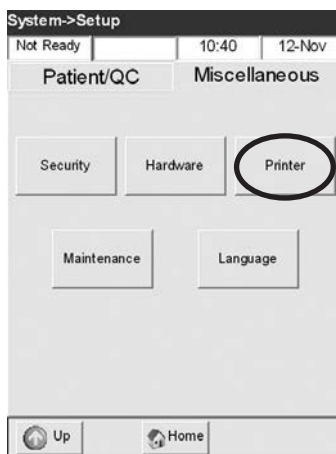 System->Setup
Not Ready 10:40 12-Nov
Patient/QC Miscellaneous
Security Hardware Printer
Maintenance Language
Up Home